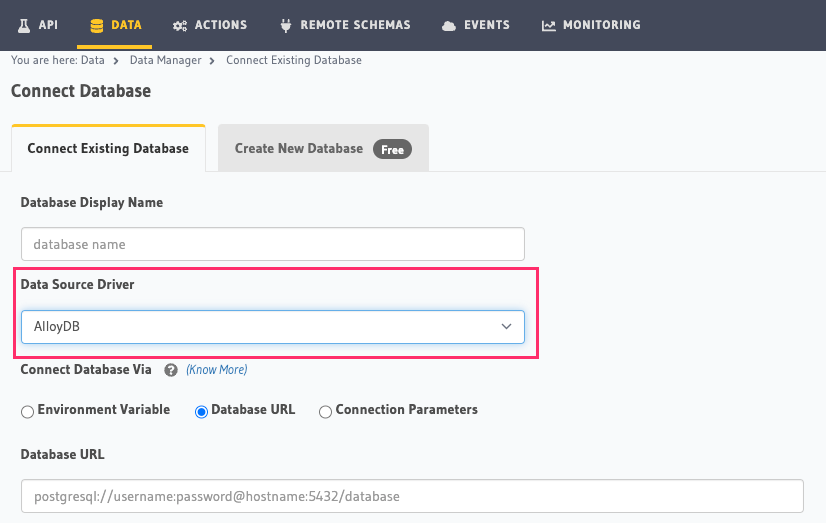 API DATA ACTIONS REMOTE SCHEMAS EVENTS MONITORING
You are here: Data > Data Manager > Connect Existing Database
Connect Database
Connect Existing Database Create New Database Free
Database Display Name
database name
Data Source Driver
AlloyDB
Connect Database Via ? (Know More)
Environment Variable Database URL Connection Parameters
Database URL
postgresql://username:password@hostname:5432/database